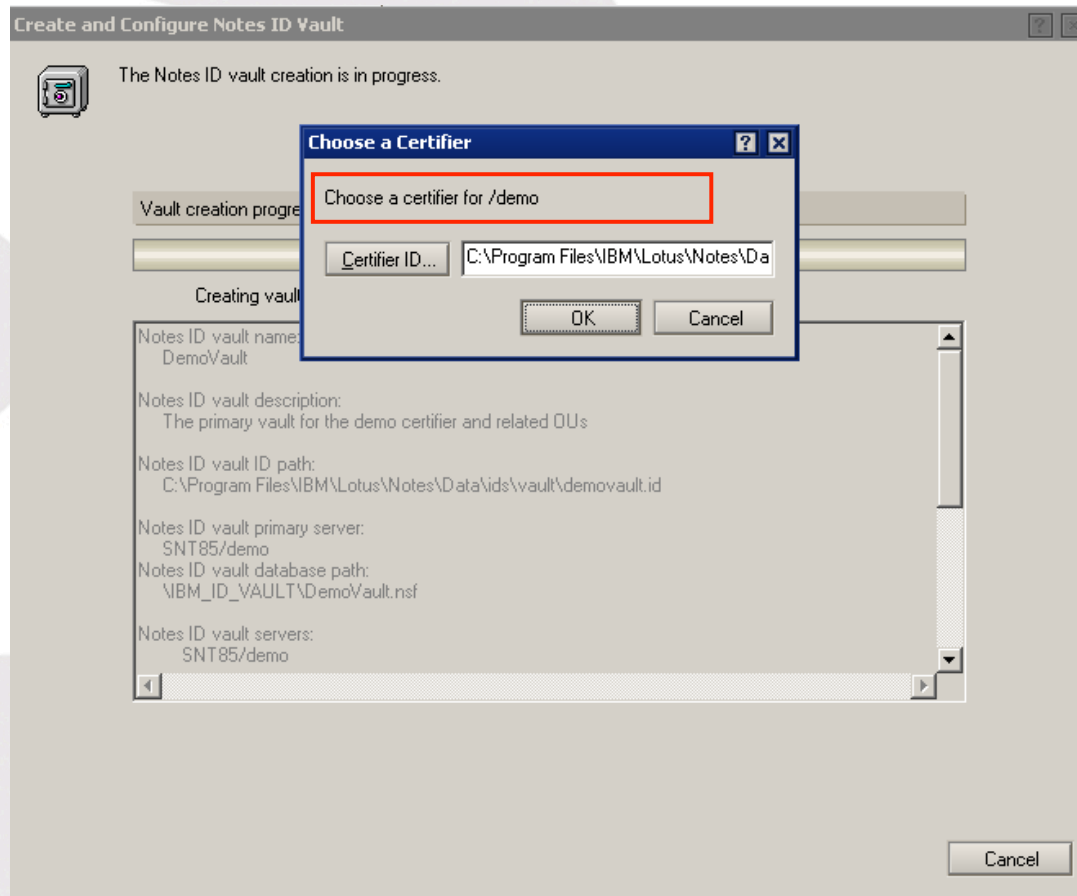 Create and Configure Notes ID Vault
The Notes ID vault creation is in progress.
Choose a Certifier
Choose a certifier for /demo
Vault creation progre
Certifier ID... C:\Program Files\IBM\Lotus\Notes\Da
Creating vault
OK Cancel
Notes ID vault name:
DemoVault
Notes ID vault description:
The primary vault for the demo certifier and related OUs
Notes ID vault ID path:
C:\Program Files\IBM\Lotus\Notes\Data\ids\vault\demovault.id
Notes ID vault primary server:
SNT85/demo
Notes ID vault database path:
\IBM_ID_VAULT\DemoVault.nsf
Notes ID vault servers:
SNT85/demo
Cancel